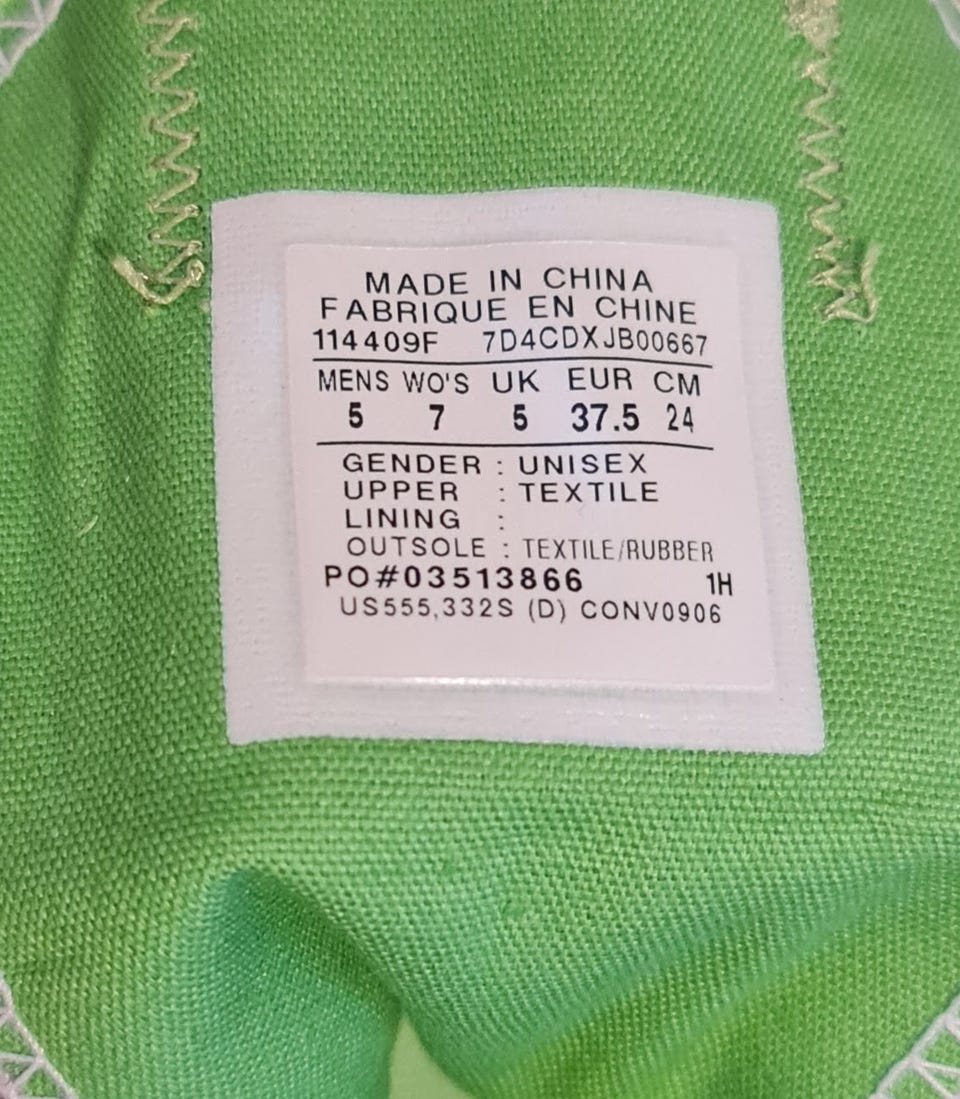 MADE IN CHINA
FABRIQUE EN CHINE
114409F 7D4CDXJB00667
MENS WO'S UK EUR CM
5 7 5 37.5 24
GENDER : UNISEX
UPPER : TEXTILE
LINING :
OUTSOLE : TEXTILE/RUBBER
PO#03513866 1H
US555,332S (D) CONV0906